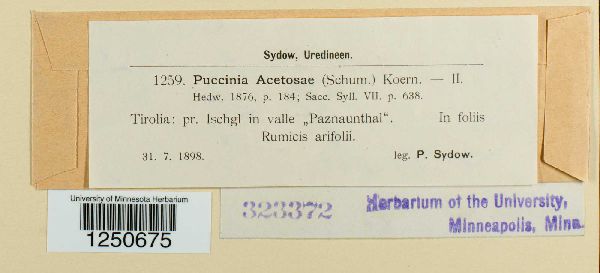 Sydow, Uredineen.
1259. Puccinia Acetosae (Schum.) Koern. — II.
Hedw. 1876, p. 184; Sacc. Syll. VII. p. 638.
Tirolia: pr. Ischgl in valle „Paznaunthal“. In foliis
Rumicis arifolii.
31. 7. 1898. leg. P. Sydow.
University of Minnesota Herbarium
1250675
323372
Herbarium of the University,
Minneapolis, Minn.